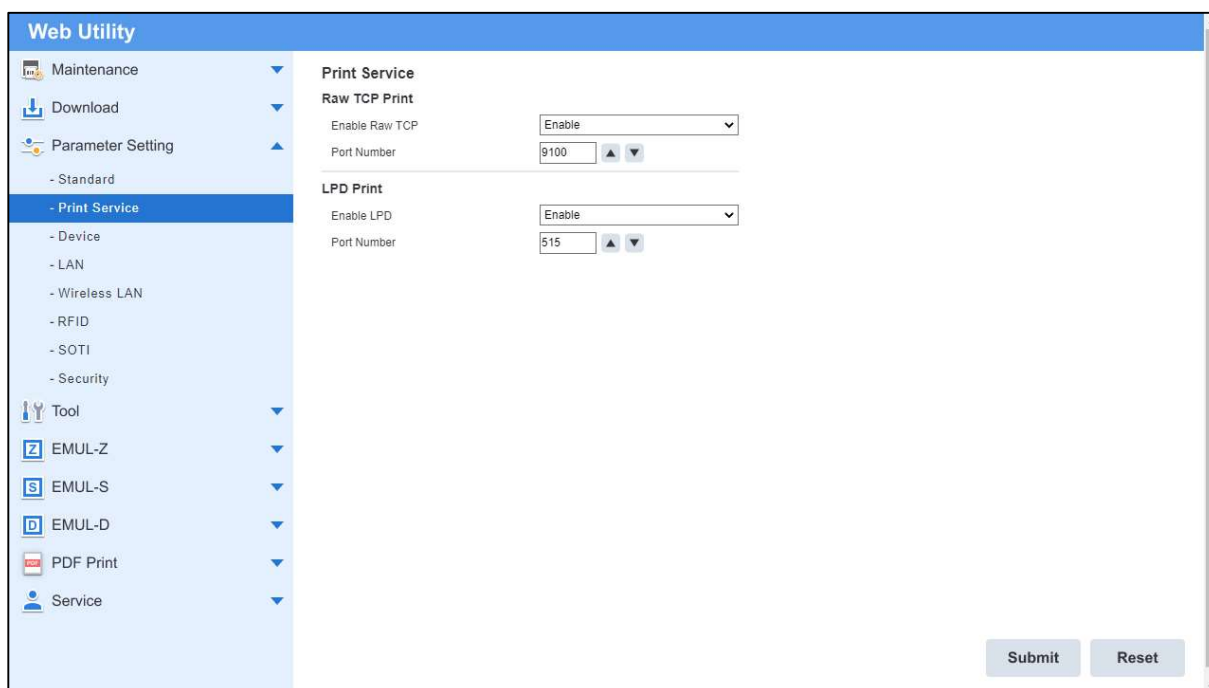 Web Utility
Maintenance
Download
Parameter Setting
- Standard
- Print Service
- Device
- LAN
- Wireless LAN
- RFID
- SOTI
- Security
Tool
Z EMUL-Z
S EMUL-S
D EMUL-D
PDF PDF Print
Service
Print Service
Raw TCP Print
Enable Raw TCP Enable
Port Number 9100
LPD Print
Enable LPD Enable
Port Number 515
Submit Reset